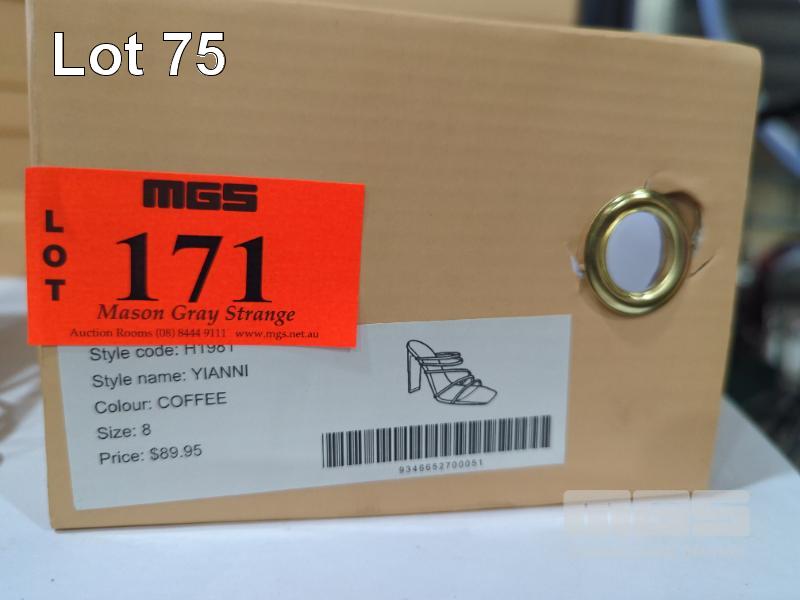 Lot 75
MGS
LOT
171
Mason Gray Strange
Auction Rooms (08) 8444 9111 www.mgs.net.au
Style code: H1981
Style name: YIANNI
Colour: COFFEE
Size: 8
Price: $89.95
9346652700051
MGS